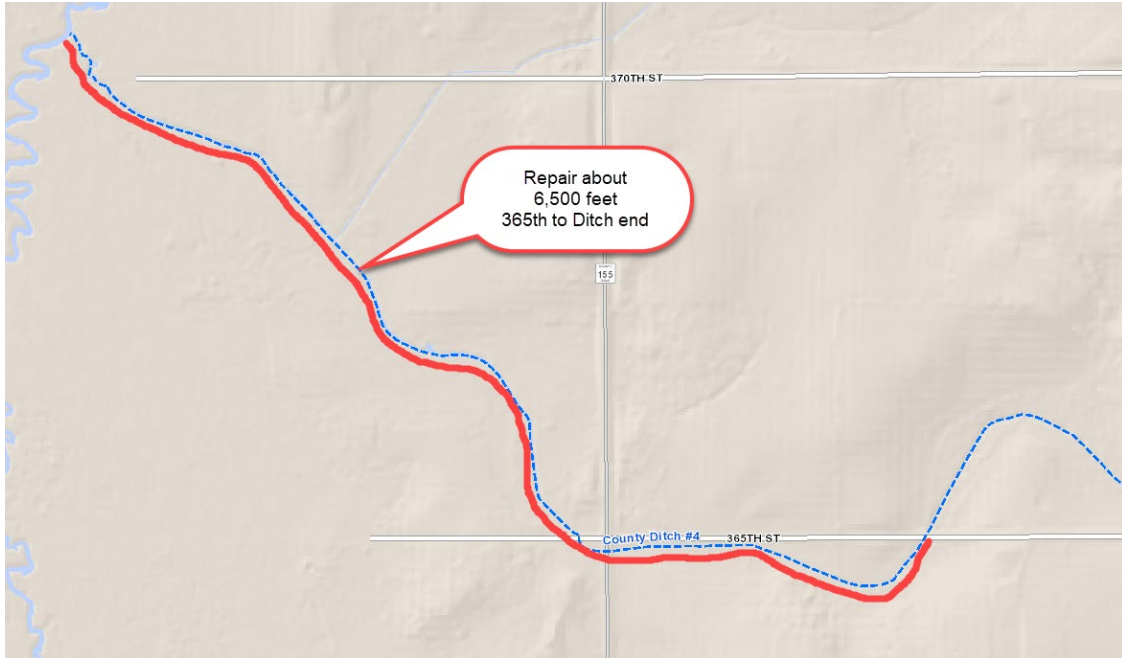 370TH ST
Repair about
6,500 feet
365th to Ditch end
155
County Ditch #4
365TH ST